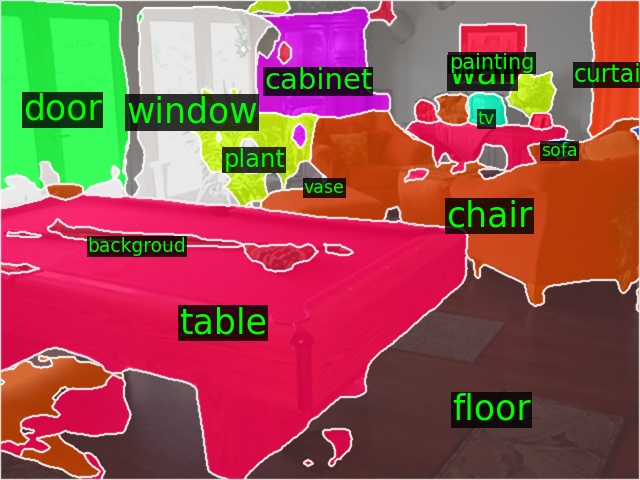 painting
wall
curtai
cabinet
door
window
tv
plant
sofa
vase
chair
backgroud
table
floor